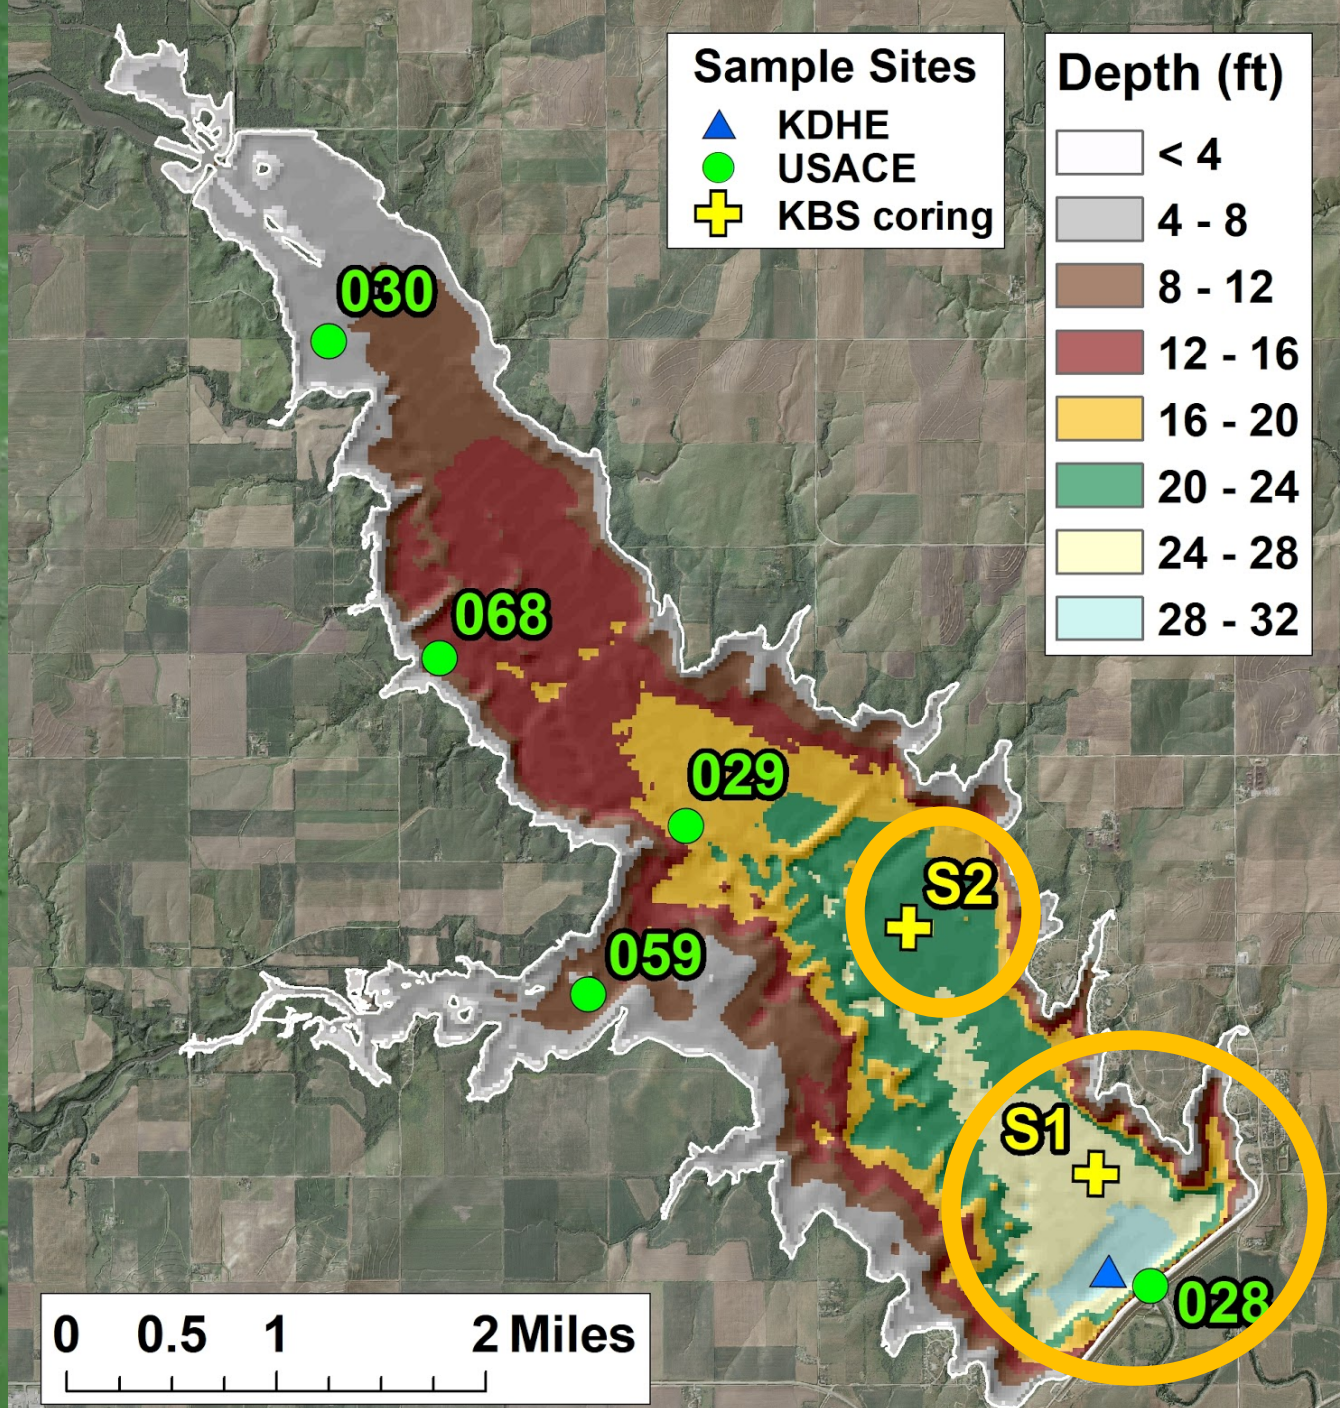 Sample Sites
KDHE
USACE
KBS coring
Depth (ft)
< 4
4 - 8
8 - 12
12 - 16
16 - 20
20 - 24
24 - 28
28 - 32
030
068
029
S2
059
S1
028
0 0.5 1 2 Miles